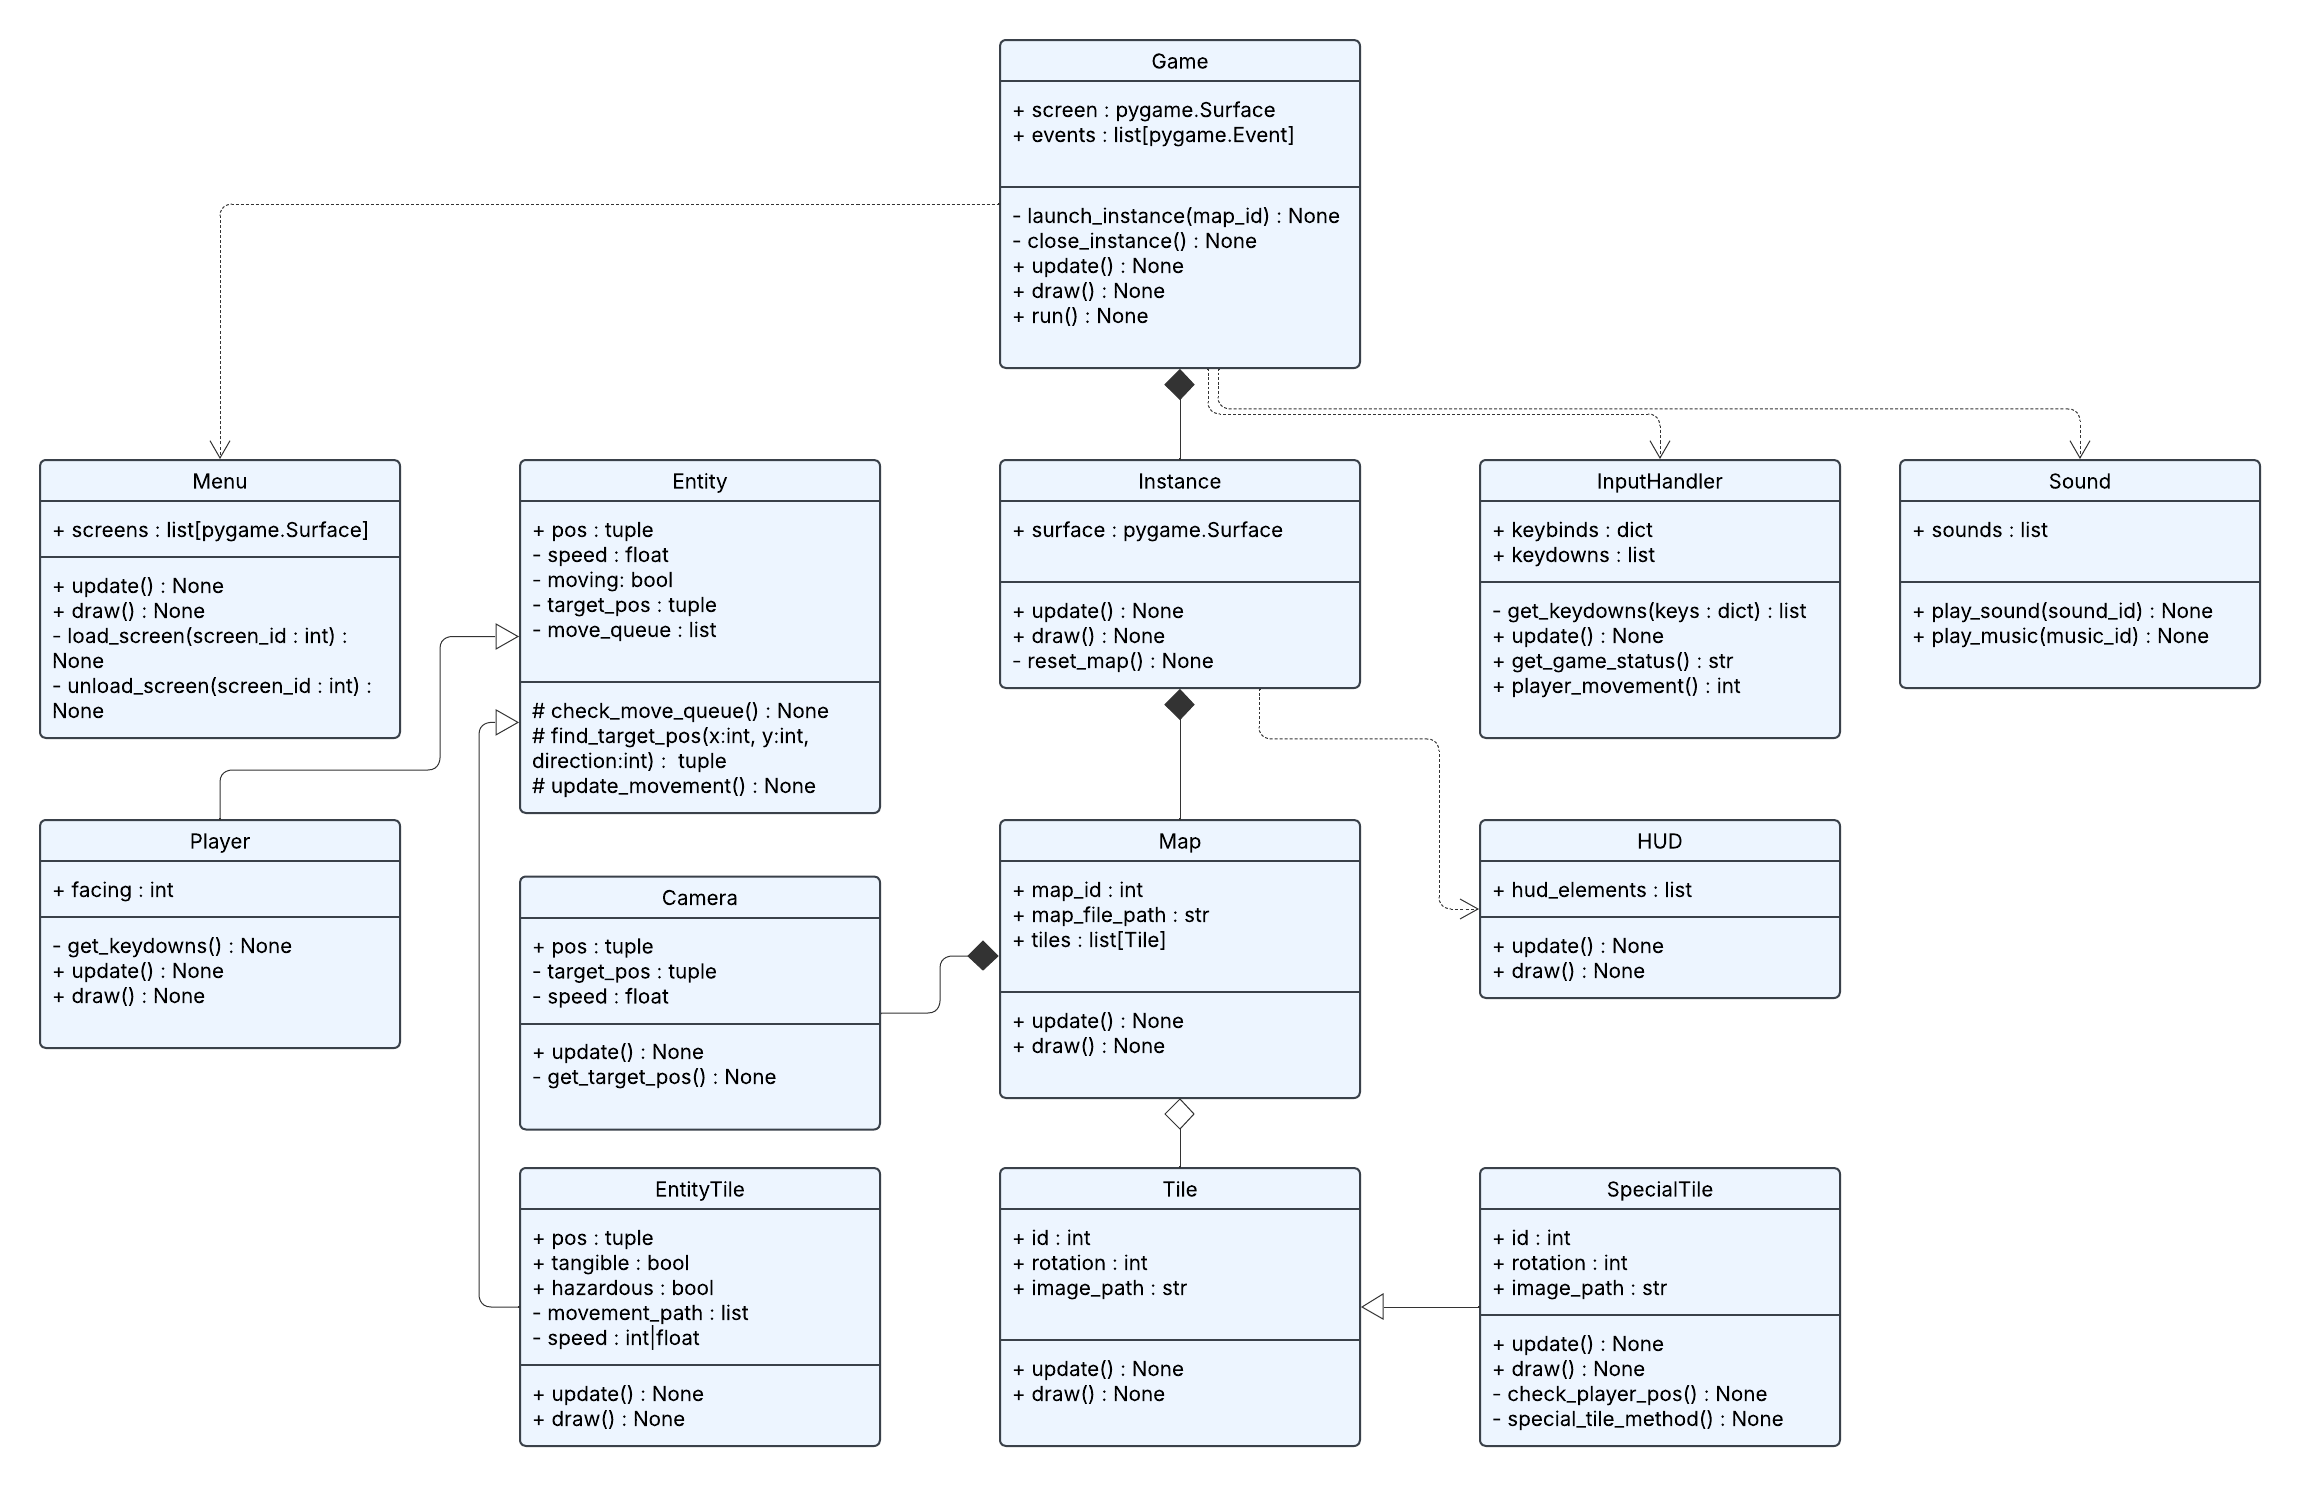 Game
+ screen : pygame.Surface
+ events : list[pygame.Event]
- launch_instance(map_id) : None
- close_instance() : None
+ update() : None
+ draw() : None
+ run() : None
Menu
+ screens : list[pygame.Surface]
+ update() : None
+ draw() : None
- load_screen(screen_id : int) :
None
- unload_screen(screen_id : int) :
None
Entity
+ pos : tuple
- speed : float
- moving: bool
- target_pos : tuple
- move_queue : list
# check_move_queue() : None
# find_target_pos(x:int, y:int,
direction:int) :  tuple
# update_movement() : None
Instance
+ surface : pygame.Surface
+ update() : None
+ draw() : None
- reset_map() : None
InputHandler
+ keybinds : dict
+ keydowns : list
- get_keydowns(keys : dict) : list
+ update() : None
+ get_game_status() : str
+ player_movement() : int
Sound
+ sounds : list
+ play_sound(sound_id) : None
+ play_music(music_id) : None
Player
+ facing : int
- get_keydowns() : None
+ update() : None
+ draw() : None
Camera
+ pos : tuple
- target_pos : tuple
- speed : float
+ update() : None
- get_target_pos() : None
Map
+ map_id : int
+ map_file_path : str
+ tiles : list[Tile]
+ update() : None
+ draw() : None
HUD
+ hud_elements : list
+ update() : None
+ draw() : None
EntityTile
+ pos : tuple
+ tangible : bool
+ hazardous : bool
- movement_path : list
- speed : int|float
+ update() : None
+ draw() : None
Tile
+ id : int
+ rotation : int
+ image_path : str
+ update() : None
+ draw() : None
SpecialTile
+ id : int
+ rotation : int
+ image_path : str
+ update() : None
+ draw() : None
- check_player_pos() : None
- special_tile_method() : None